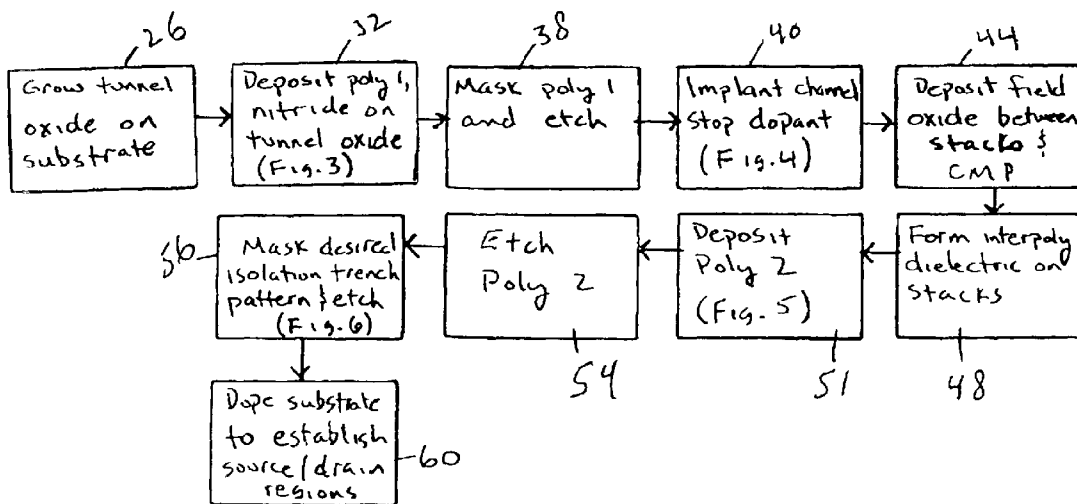 26
Grow tunnel
oxide on
substrate
32
Deposit poly 1,
nitride on
tunnel oxide
(Fig. 3)
38
Mask poly 1
and etch
40
Implant channel
stop dopant
(Fig. 4)
44
Deposit field
oxide between
stacks &
CMP
Form interpoly
dielectric on
stacks
48
Deposit
Poly 2
(Fig. 5)
51
Etch
Poly 2
54
56
Mask desired
isolation trench
pattern & etch
(Fig. 6)
Dope substrate
to establish
source/drain
regions
60